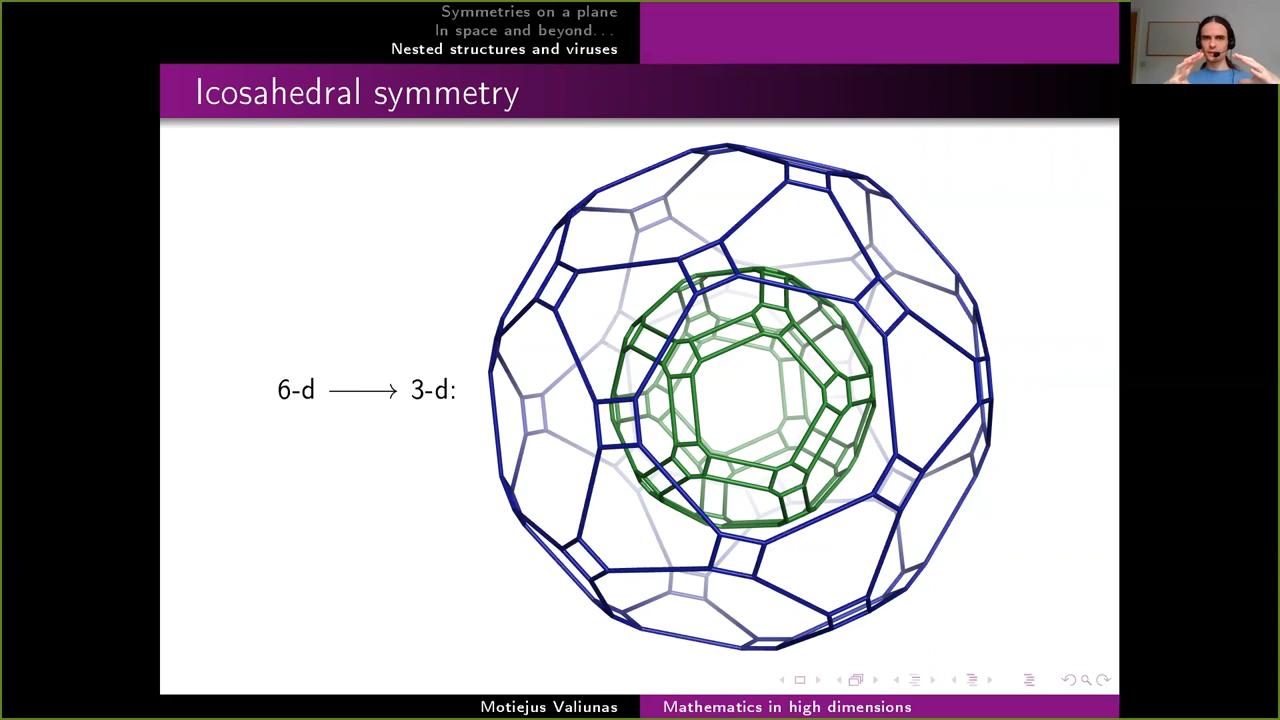 Symmetries on a plane
In space and beyond...
Nested structures and viruses
Icosahedral symmetry
6-d ⟶ 3-d:
Motiejus Valiunas
Mathematics in high dimensions